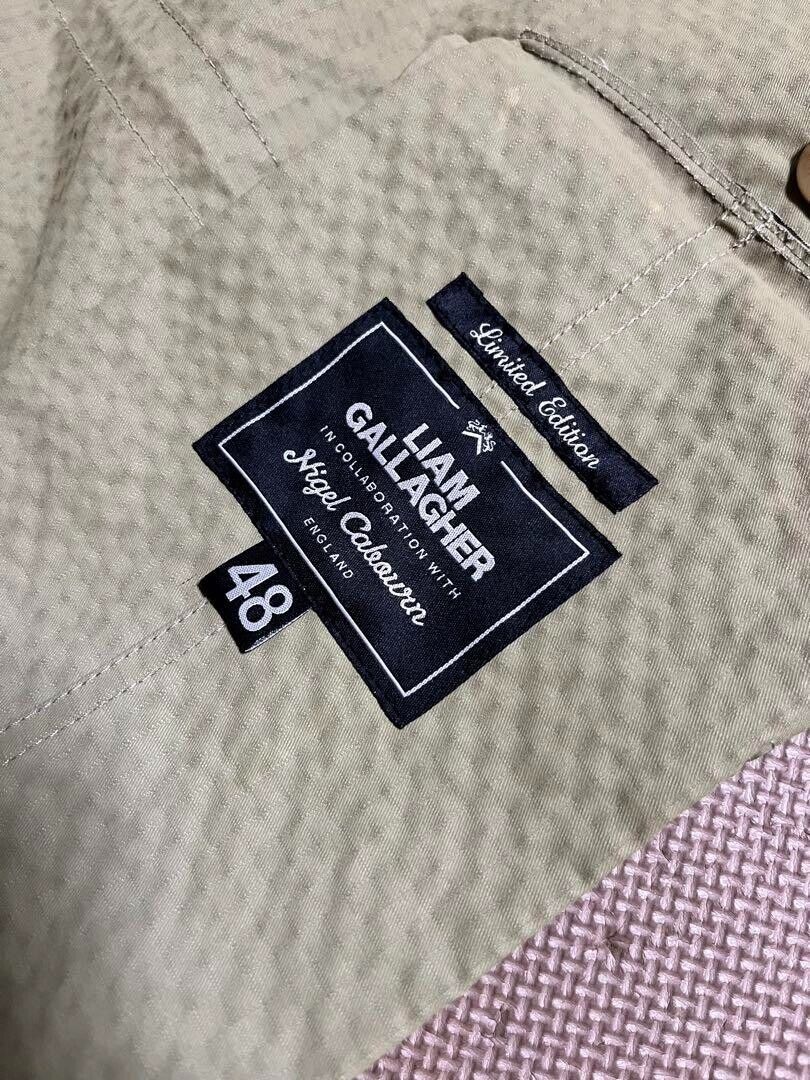 Limited Edition
LIAM
GALLAGHER
IN COLLABORATION WITH
Nigel Cabourn
ENGLAND
48